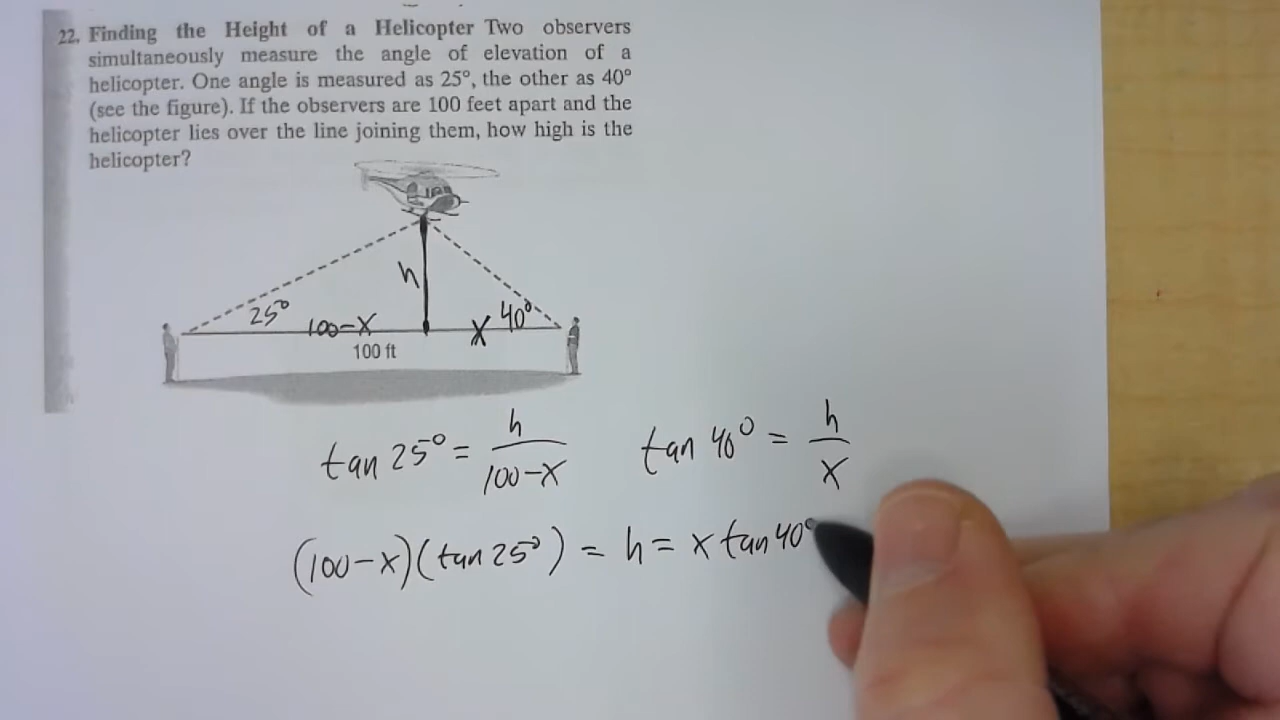 22. Finding the Height of a Helicopter Two observers
simultaneously measure the angle of elevation of a
helicopter. One angle is measured as 25°, the other as 40°
(see the figure). If the observers are 100 feet apart and the
helicopter lies over the line joining them, how high is the
helicopter?
h
25° 100-x x 40°
100 ft
tan 25° = h / 100-x tan 40° = h / x
(100-x)(tan 25°) = h = x tan 40°